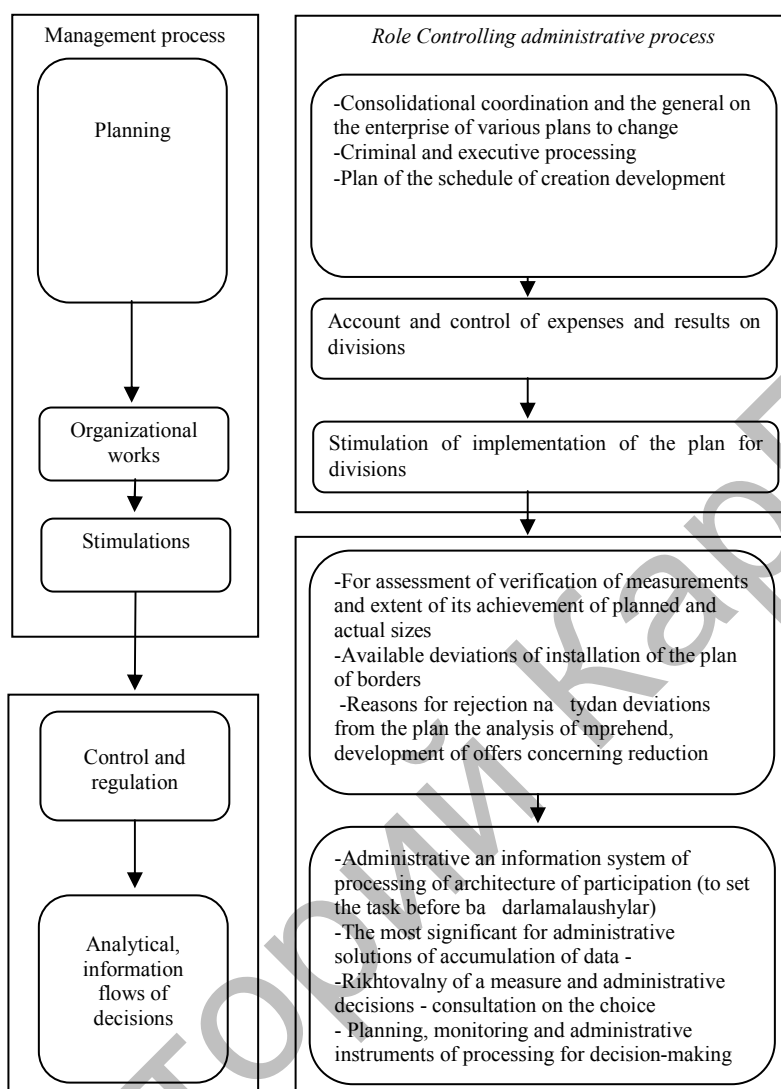 Management process
Planning
Organizational
works
Stimulations
Control and
regulation
Analytical,
information
flows of
decisions
Role Controlling administrative process
-Consolidational coordination and the general on
the enterprise of various plans to change
-Criminal and executive processing
-Plan of the schedule of creation development
Account and control of expenses and results on
divisions
Stimulation of implementation of the plan for
divisions
-For assessment of verification of measurements
and extent of its achievement of planned and
actual sizes
-Available deviations of installation of the plan
of borders
-Reasons for rejection na tydan deviations
from the plan the analysis of mprehend,
development of offers concerning reduction
-Administrative an information system of
processing of architecture of participation (to set
the task before ba darlamalaushylar)
-The most significant for administrative
solutions of accumulation of data -
-Rikhtovalny of a measure and administrative
decisions - consultation on the choice
- Planning, monitoring and administrative
instruments of processing for decision-making